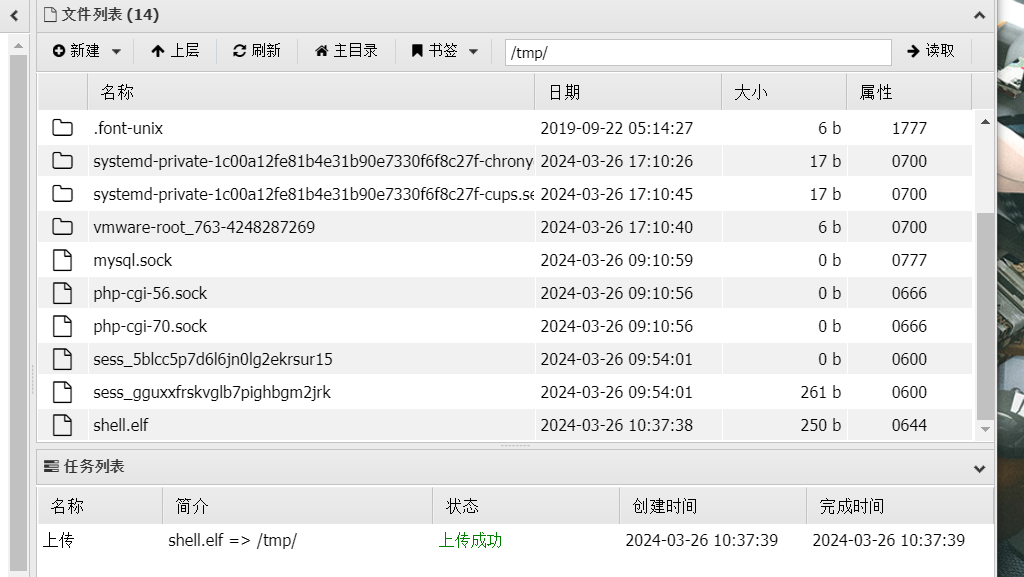 文件列表 (14)
新建 上层 刷新 主目录 书签 /tmp/ 读取
名称 日期 大小 属性
.font-unix 2019-09-22 05:14:27 6 b 1777
systemd-private-1c00a12fe81b4e31b90e7330f6f8c27f-chrony 2024-03-26 17:10:26 17 b 0700
systemd-private-1c00a12fe81b4e31b90e7330f6f8c27f-cups.se 2024-03-26 17:10:45 17 b 0700
vmware-root_763-4248287269 2024-03-26 17:10:40 6 b 0700
mysql.sock 2024-03-26 09:10:59 0 b 0777
php-cgi-56.sock 2024-03-26 09:10:56 0 b 0666
php-cgi-70.sock 2024-03-26 09:10:56 0 b 0666
sess_5blcc5p7d6l6jn0lg2ekrsur15 2024-03-26 09:54:01 0 b 0600
sess_gguxxfrskvglb7pighbgm2jrk 2024-03-26 09:54:01 261 b 0600
shell.elf 2024-03-26 10:37:38 250 b 0644
任务列表
名称 简介 状态 创建时间 完成时间
上传 shell.elf => /tmp/ 上传成功 2024-03-26 10:37:39 2024-03-26 10:37:39